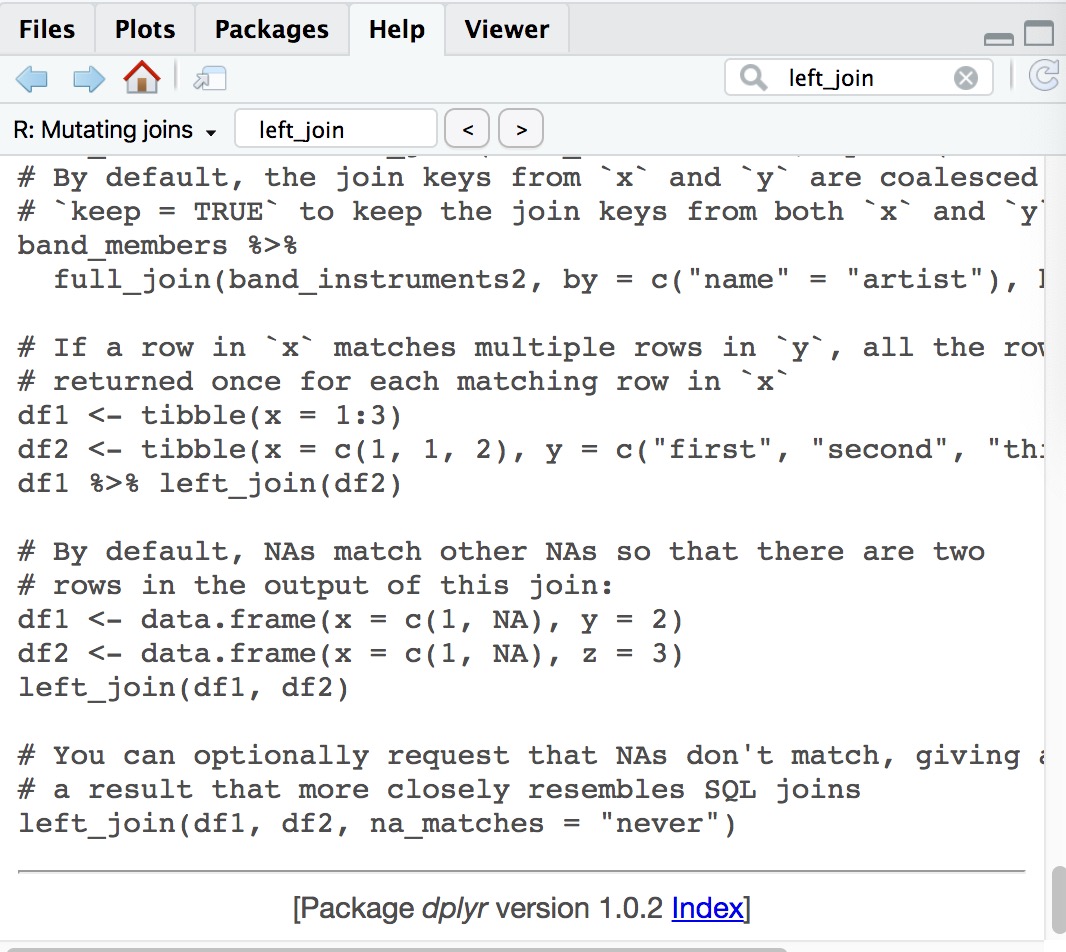 Files Plots Packages Help Viewer
left_join
R: Mutating joins left_join < >
# By default, the join keys from `x` and `y` are coalesced
# `keep = TRUE` to keep the join keys from both `x` and `y`
band_members %>%
  full_join(band_instruments2, by = c("name" = "artist"),

# If a row in `x` matches multiple rows in `y`, all the
# returned once for each matching row in `x`
df1 <- tibble(x = 1:3)
df2 <- tibble(x = c(1, 1, 2), y = c("first", "second",
df1 %>% left_join(df2)

# By default, NAs match other NAs so that there are two
# rows in the output of this join:
df1 <- data.frame(x = c(1, NA), y = 2)
df2 <- data.frame(x = c(1, NA), z = 3)
left_join(df1, df2)

# You can optionally request that NAs don't match, giving
# a result that more closely resembles SQL joins
left_join(df1, df2, na_matches = "never")

[Package dplyr version 1.0.2 Index]